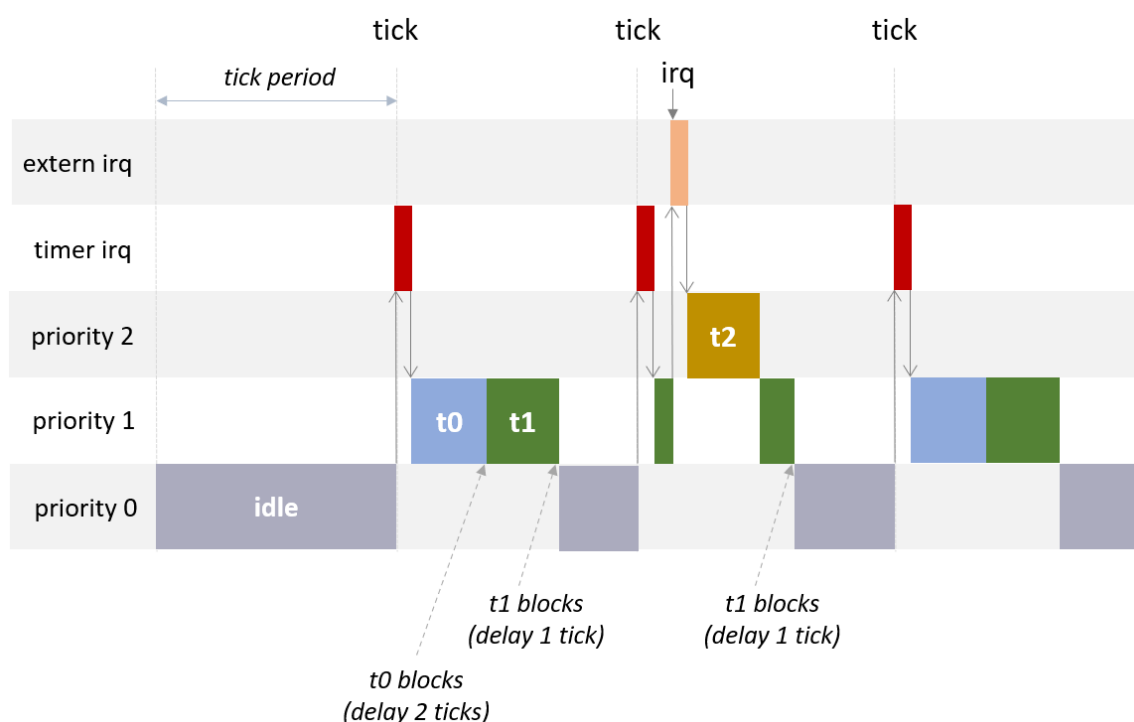 tick
tick
tick
tick period
irq
extern irq
timer irq
priority 2
t2
priority 1
t0
t1
priority 0
idle
t1 blocks
(delay 1 tick)
t1 blocks
(delay 1 tick)
t0 blocks
(delay 2 ticks)